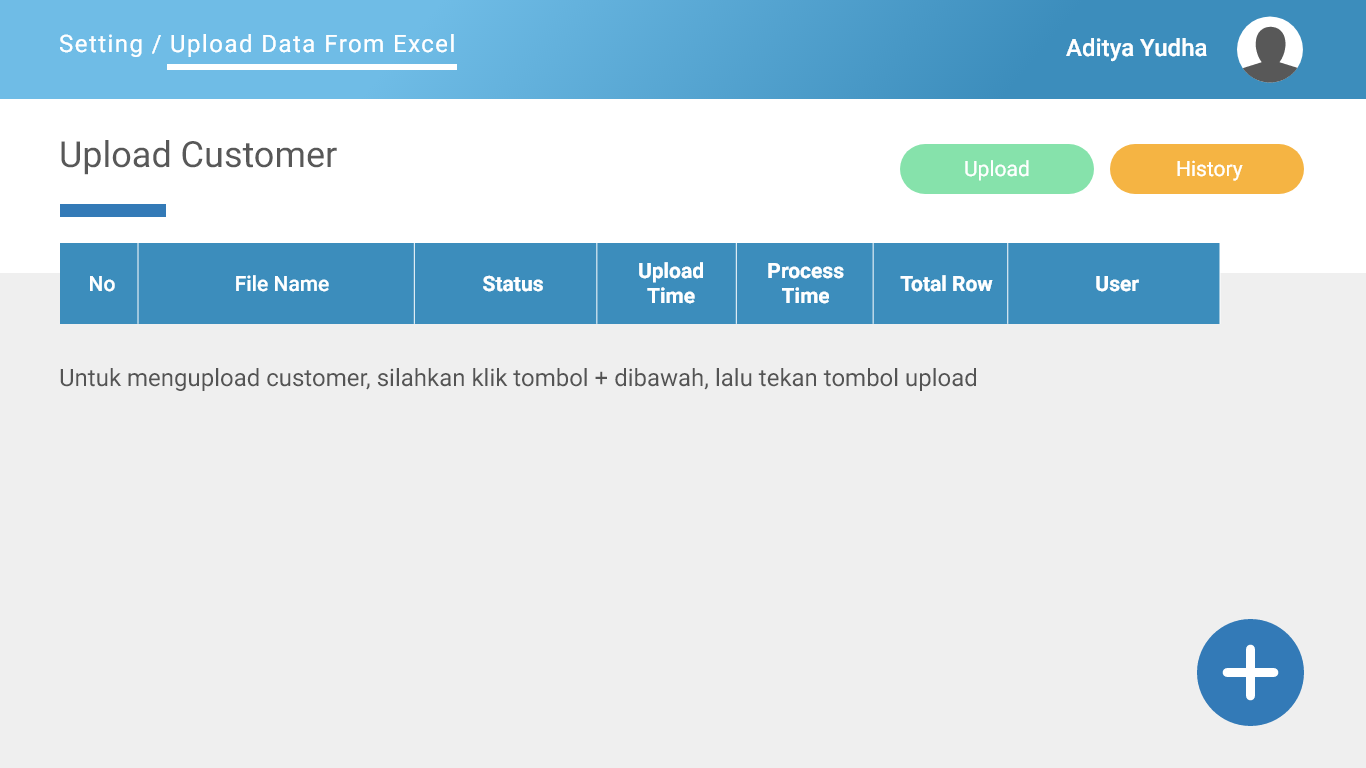 Setting / Upload Data From Excel
Aditya Yudha
Upload Customer
Upload
History
No
File Name
Status
Upload
Time
Process
Time
Total Row
User
Untuk mengupload customer, silahkan klik tombol + dibawah, lalu tekan tombol upload